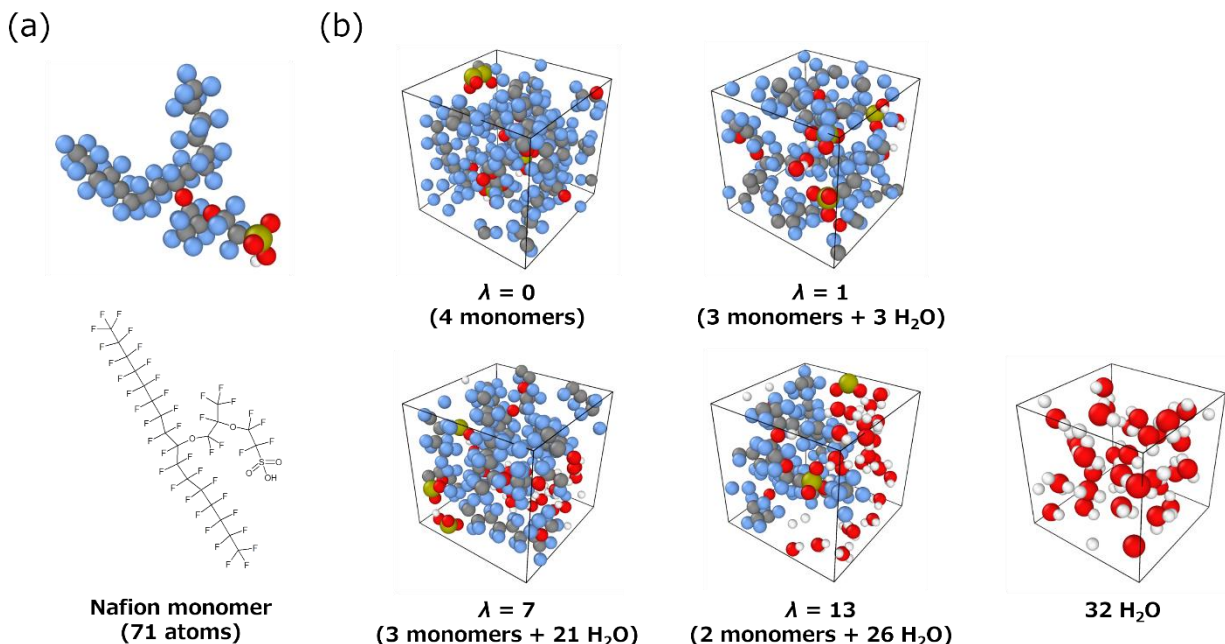 (a)
(b)
λ = 0
(4 monomers)
λ = 1
(3 monomers + 3 H₂O)
O
O
O
S
O
OH
Nafion monomer
(71 atoms)
λ = 7
(3 monomers + 21 H₂O)
λ = 13
(2 monomers + 26 H₂O)
32 H₂O